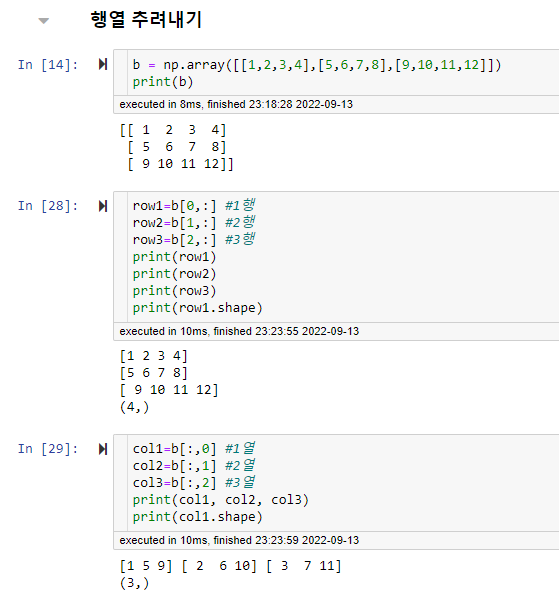 행열 추려내기
In [14]:
b = np.array([[1,2,3,4],[5,6,7,8],[9,10,11,12]])
print(b)
executed in 8ms, finished 23:18:28 2022-09-13
[[ 1  2  3  4]
 [ 5  6  7  8]
 [ 9 10 11 12]]
In [28]:
row1=b[0,:] #1행
row2=b[1,:] #2행
row3=b[2,:] #3행
print(row1)
print(row2)
print(row3)
print(row1.shape)
executed in 10ms, finished 23:23:55 2022-09-13
[1 2 3 4]
[5 6 7 8]
[ 9 10 11 12]
(4,)
In [29]:
col1=b[:,0] #1열
col2=b[:,1] #2열
col3=b[:,2] #3열
print(col1, col2, col3)
print(col1.shape)
executed in 10ms, finished 23:23:59 2022-09-13
[1 5 9] [ 2  6 10] [ 3  7 11]
(3,)